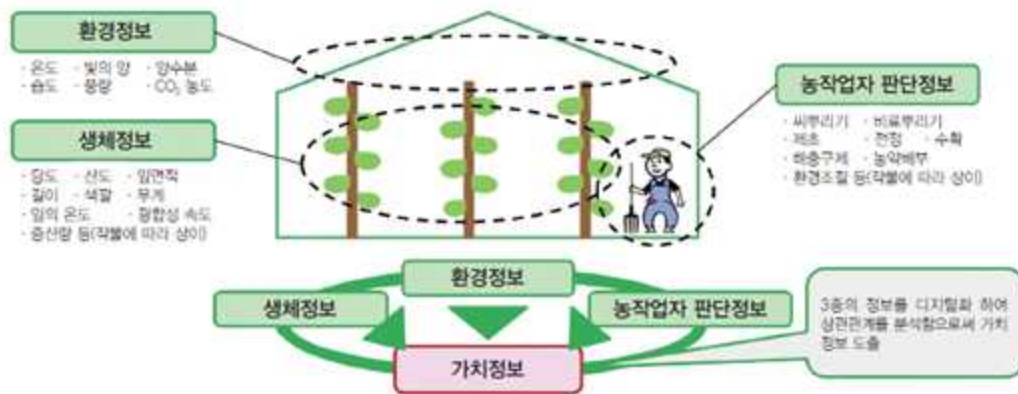 환경정보
· 온도 · 빛의 양 · 양수분
· 습도 · 풍량 · CO₂ 농도
생체정보
· 당도 · 산도 · 잎면적
· 길이 · 색깔 · 무게
· 잎의 온도 · 광합성 속도
· 증산량 등(작물에 따라 상이)
농작업자 판단정보
· 씨뿌리기 · 비료뿌리기
· 제초 · 전정 · 수확
· 해충구제 · 농약배부
· 환경조절 등(작물에 따라 상이)
환경정보
생체정보
농작업자 판단정보
가치정보
3종의 정보를 디지털화 하여
상관관계를 분석함으로써 가치
정보 도출